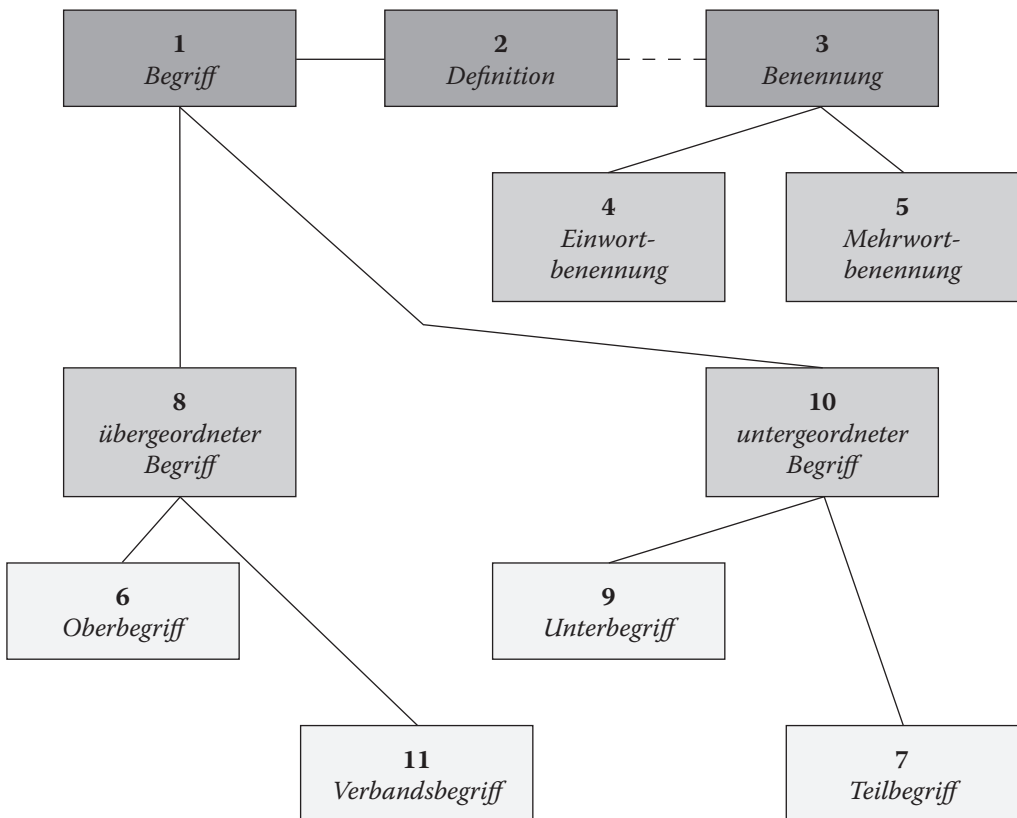 1
Begriff
2
Definition
3
Benennung
4
Einwort-
benennung
5
Mehrwort-
benennung
8
übergeordneter
Begriff
10
untergeordneter
Begriff
6
Oberbegriff
9
Unterbegriff
11
Verbandsbegriff
7
Teilbegriff